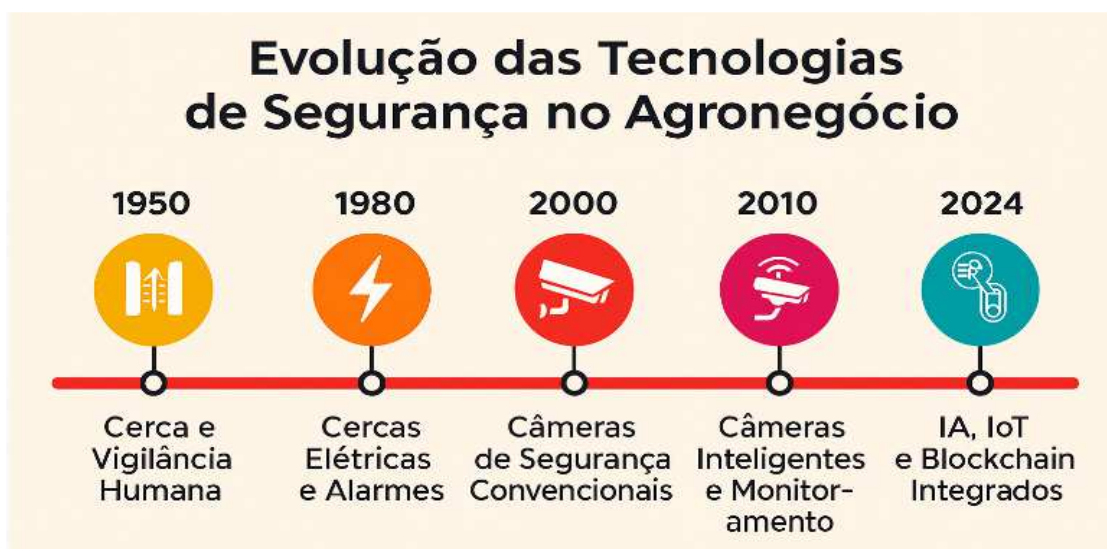 Evolução das Tecnologias
de Segurança no Agronegócio
1950
1980
2000
2010
2024
Cerca e
Vigilância
Humana
Cercas
Elétricas
e Alarmes
Câmeras
de Segurança
Convencionais
Câmeras
Inteligentes
e Monitor-
amento
IA, IoT
e Blockchain
Integrados